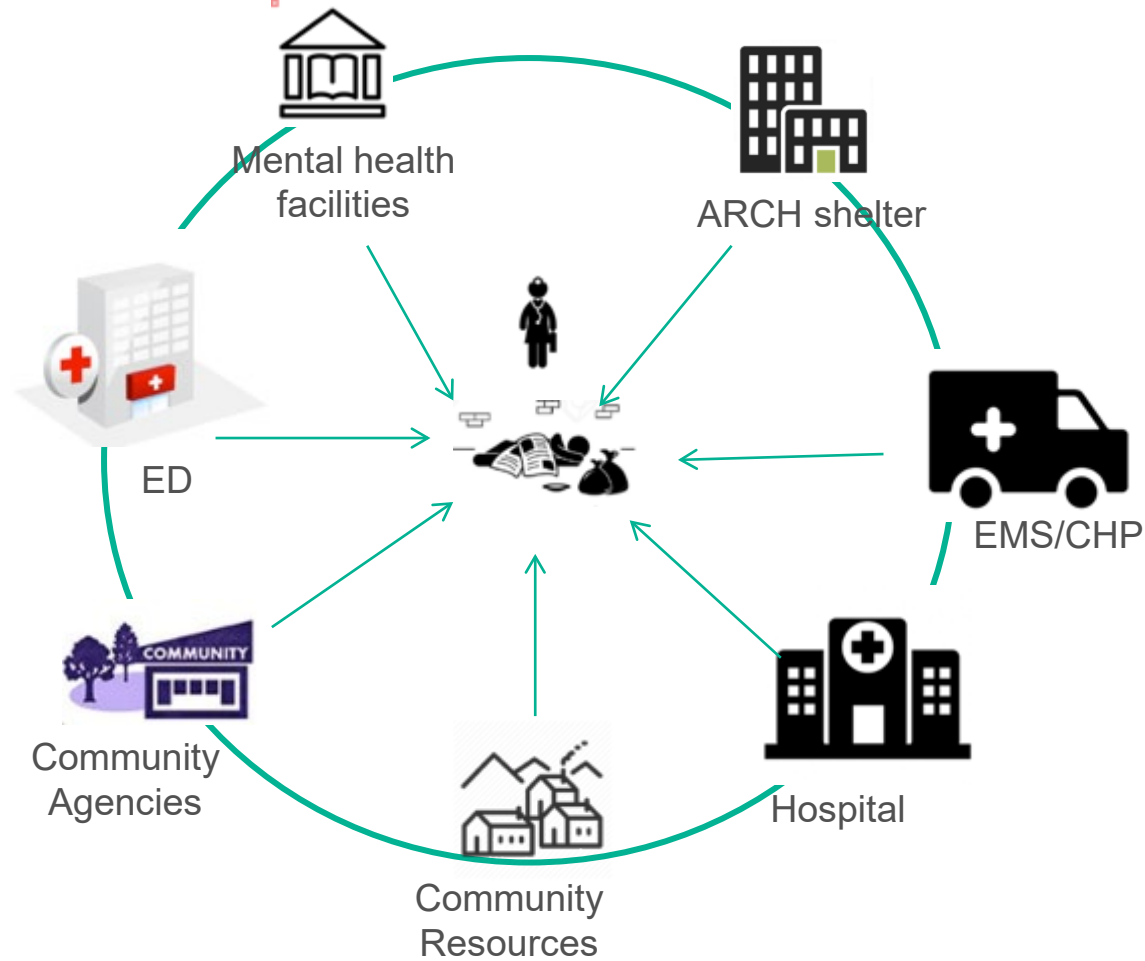 Mental health
facilities
ARCH shelter
ED
EMS/CHP
COMMUNITY
Community
Agencies
Hospital
Community
Resources